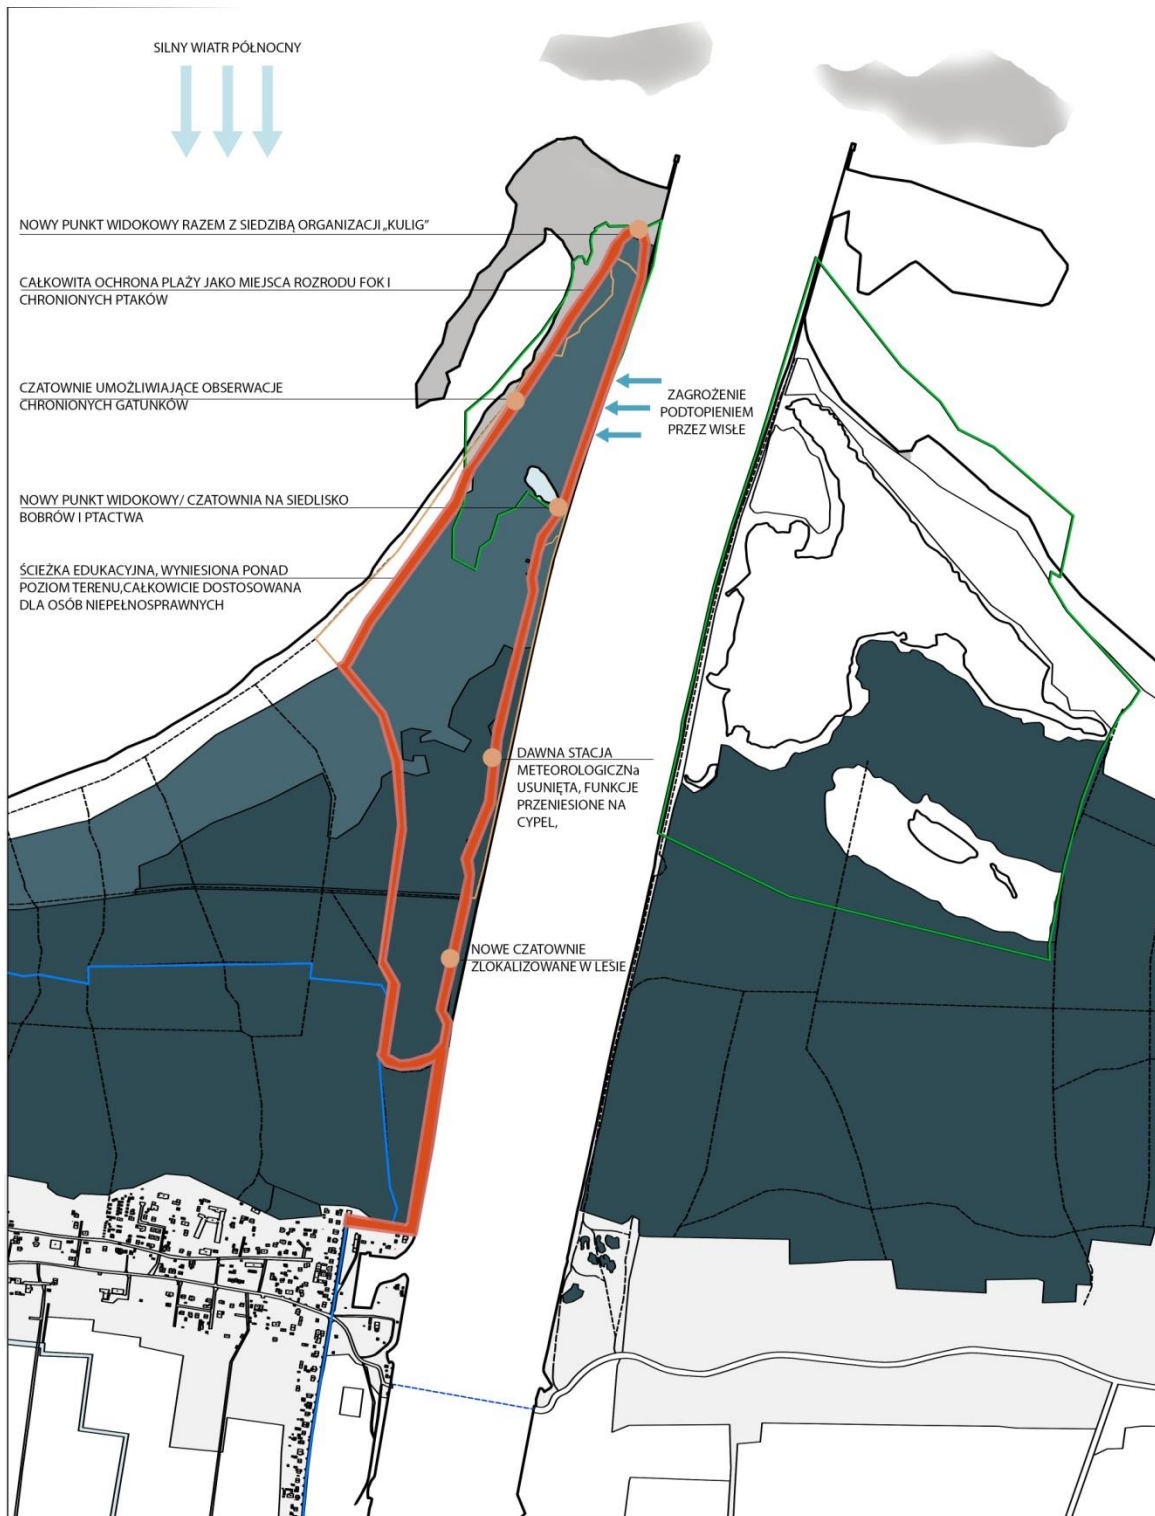 SILNY WIATR PÓŁNOCNY
NOWY PUNKT WIDOKOWY RAZEM Z SIEDZIBĄ ORGANIZACJI „KULIG”
CAŁKOWITA OCHRONA PLAŻY JAKO MIEJSCA ROZRODU FOK I
CHRONIONYCH PTAKÓW
CZATOWNIE UMOŻLIWIAJĄCE OBSERWACJE
CHRONIONYCH GATUNKÓW
ZAGROŻENIE
PODTOPIENIEM
PRZEZ WISŁE
NOWY PUNKT WIDOKOWY/ CZATOWNIA NA SIEDLISKO
BOBRÓW I PTACTWA
ŚCIEŻKA EDUKACYJNA, WYNIESIONA PONAD
POZIOM TERENU,CAŁKOWICIE DOSTOSOWANA
DLA OSÓB NIEPEŁNOSPRAWNYCH
DAWNA STACJA
METEOROLOGICZNa
USUNIĘTA, FUNKCJE
PRZENIESIONE NA
CYPEL,
NOWE CZATOWNIE
ZLOKALIZOWANE W LESIE